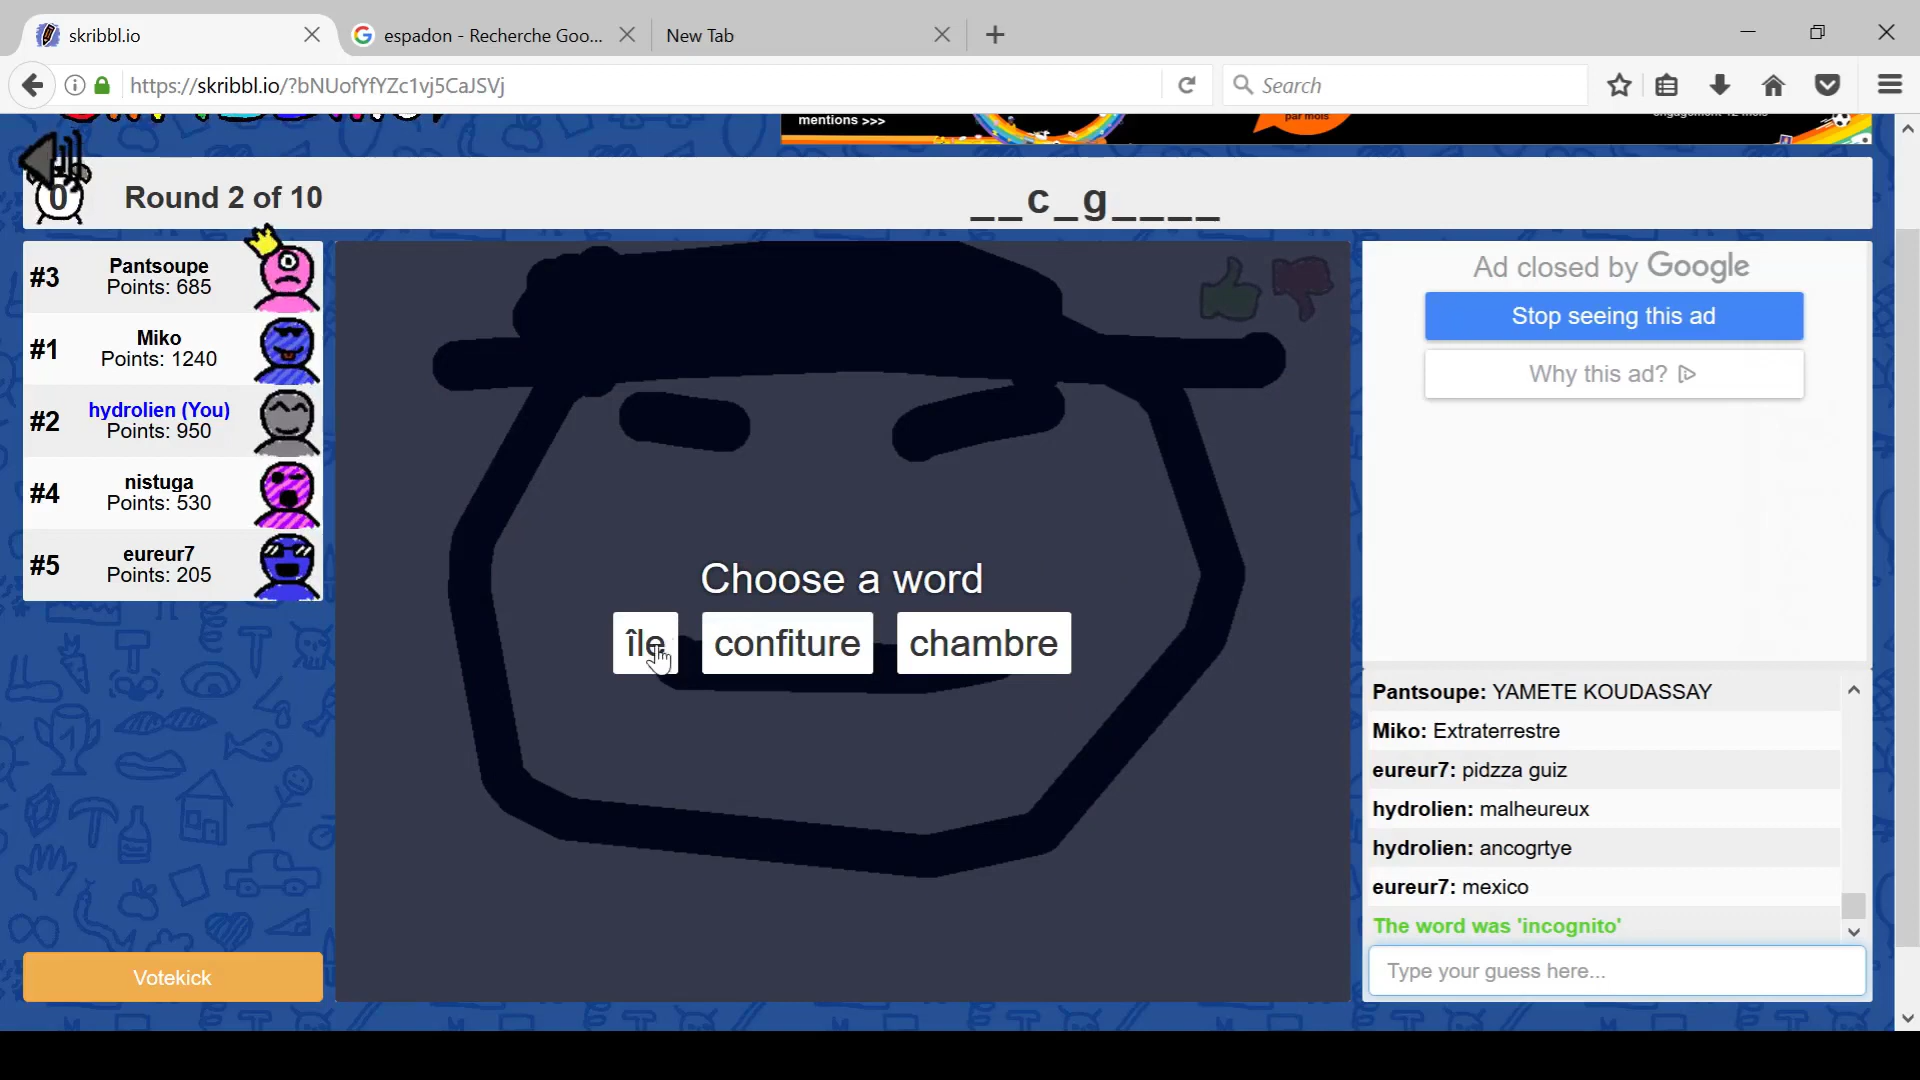 skribbl.io
espadon - Recherche Goo...
New Tab
https://skribbl.io/?bNUofYfYZc1vj5CaJSVj
Search
mentions >>>
par mois
0
Round 2 of 10
__c_g____
#3
Pantsoupe
Points: 685
#1
Miko
Points: 1240
#2
hydrolien (You)
Points: 950
#4
nistuga
Points: 530
#5
eureur7
Points: 205
Votekick
Choose a word
île
confiture
chambre
Ad closed by Google
Stop seeing this ad
Why this ad?
Pantsoupe: YAMETE KOUDASSAY
Miko: Extraterrestre
eureur7: pidzza guiz
hydrolien: malheureux
hydrolien: ancogrtye
eureur7: mexico
The word was 'incognito'
Type your guess here...